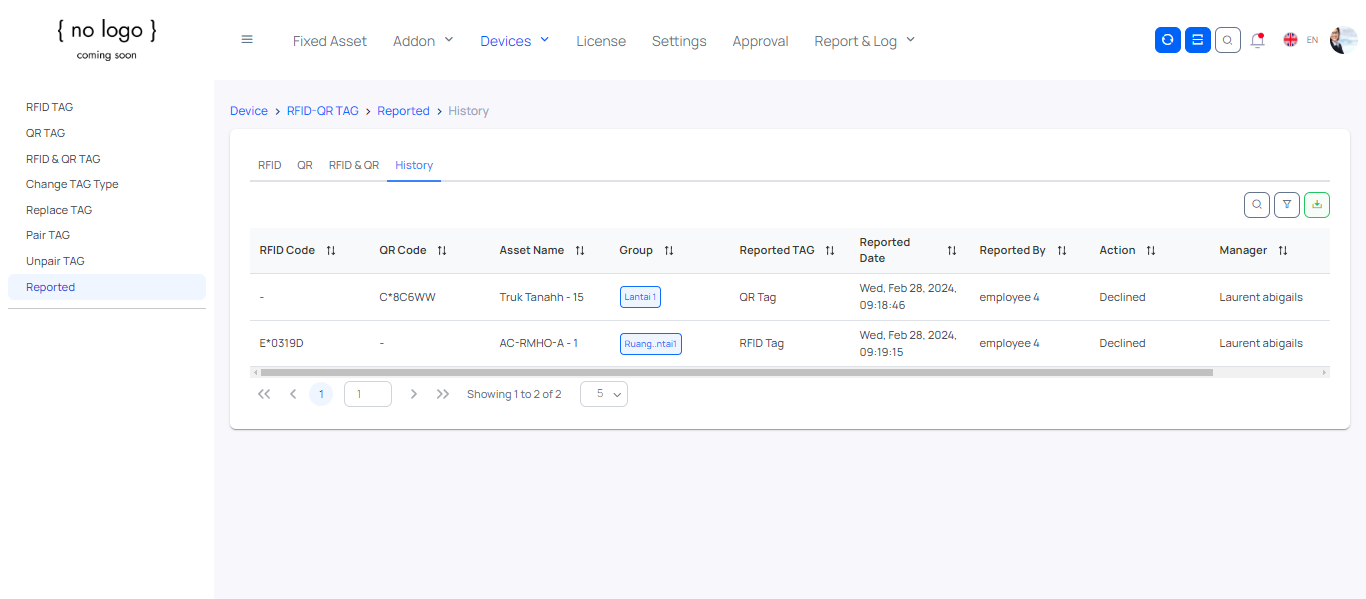 { no logo }
coming soon
Fixed Asset Addon Devices License Settings Approval Report & Log EN
RFID TAG
QR TAG
RFID & QR TAG
Change TAG Type
Replace TAG
Pair TAG
Unpair TAG
Reported
Device > RFID-QR TAG > Reported > History
RFID QR RFID & QR History
RFID Code QR Code Asset Name Group Reported TAG Reported Date Reported By Action Manager
- C*8C6WW Truk Tanahh - 15 Lantai 1 QR Tag Wed, Feb 28, 2024, 09:18:46 employee 4 Declined Laurent abigails
E*0319D - AC-RMHO-A - 1 Ruang..ntai1 RFID Tag Wed, Feb 28, 2024, 09:19:15 employee 4 Declined Laurent abigails
1 1 Showing 1 to 2 of 2 5